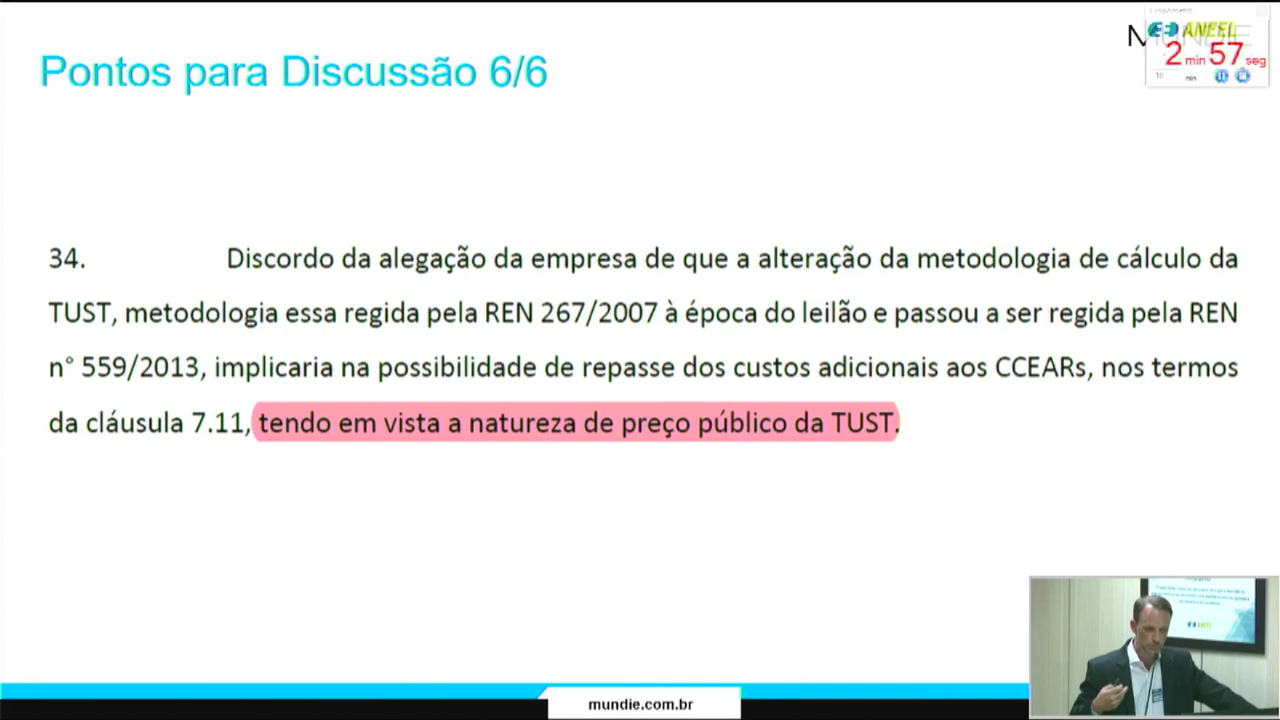 Pontos para Discussão 6/6
ANEEL
2 min 57 seg
10 min
34. Discordo da alegação da empresa de que a alteração da metodologia de cálculo da
TUST, metodologia essa regida pela REN 267/2007 à época do leilão e passou a ser regida pela REN
n° 559/2013, implicaria na possibilidade de repasse dos custos adicionais aos CCEARs, nos termos
da cláusula 7.11, tendo em vista a natureza de preço público da TUST.
mundie.com.br